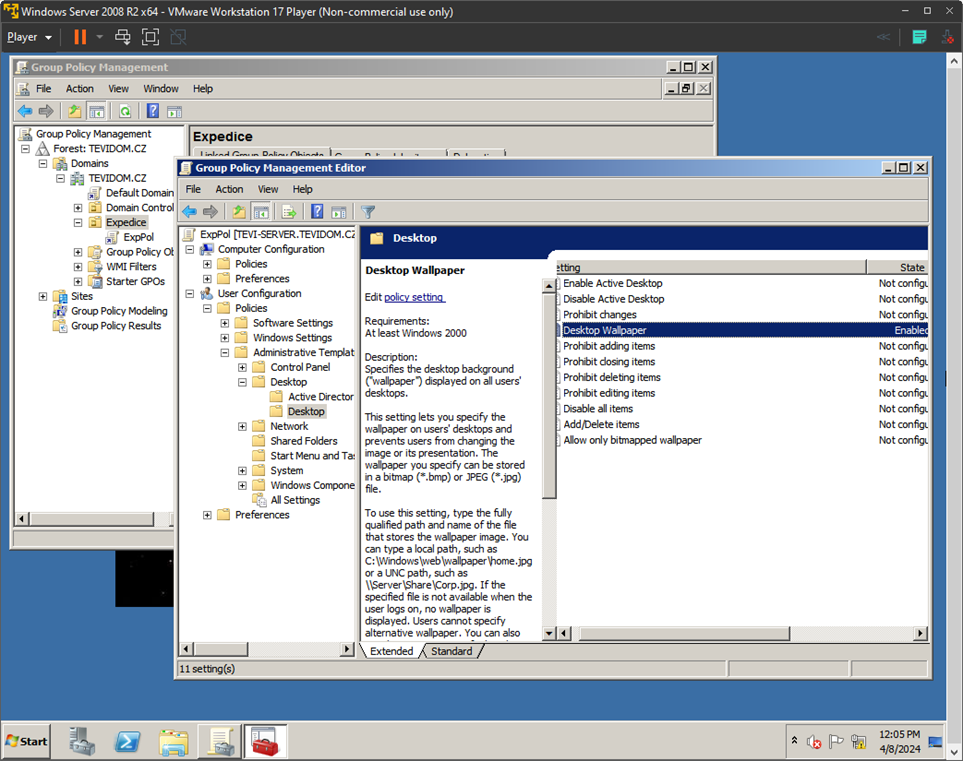 Windows Server 2008 R2 x64 - VMware Workstation 17 Player (Non-commercial use only)
Player
Group Policy Management
File Action View Window Help
Group Policy Management
Forest: TEVIDOM.CZ
Domains
TEVIDOM.CZ
Default Domain
Domain Control
Expedice
ExpPol
Group Policy Ob
WMI Filters
Starter GPOs
Sites
Group Policy Modeling
Group Policy Results
Expedice
Linked Group Policy Objects
Group Policy Management Editor
File Action View Help
ExpPol [TEVI-SERVER.TEVIDOM.CZ
Computer Configuration
Policies
Preferences
User Configuration
Policies
Software Settings
Windows Settings
Administrative Templat
Control Panel
Desktop
Active Director
Desktop
Network
Shared Folders
Start Menu and Tas
System
Windows Compone
All Settings
Preferences
Desktop
Desktop Wallpaper
Edit policy setting
Requirements:
At least Windows 2000
Description:
Specifies the desktop background
("wallpaper") displayed on all users'
desktops.
This setting lets you specify the
wallpaper on users' desktops and
prevents users from changing the
image or its presentation. The
wallpaper you specify can be stored
in a bitmap (*.bmp) or JPEG (*.jpg)
file.
To use this setting, type the fully
qualified path and name of the file
that stores the wallpaper image. You
can type a local path, such as
C:\Windows\web\wallpaper\home.jpg
or a UNC path, such as
\\Server\Share\Corp.jpg. If the
specified file is not available when the
user logs on, no wallpaper is
displayed. Users cannot specify
alternative wallpaper. You can also
etting State
Enable Active Desktop Not configu
Disable Active Desktop Not configu
Prohibit changes Not configu
Desktop Wallpaper Enabled
Prohibit adding items Not configu
Prohibit closing items Not configu
Prohibit deleting items Not configu
Prohibit editing items Not configu
Disable all items Not configu
Add/Delete items Not configu
Allow only bitmapped wallpaper Not configu
Extended Standard
11 setting(s)
Start
12:05 PM
4/8/2024